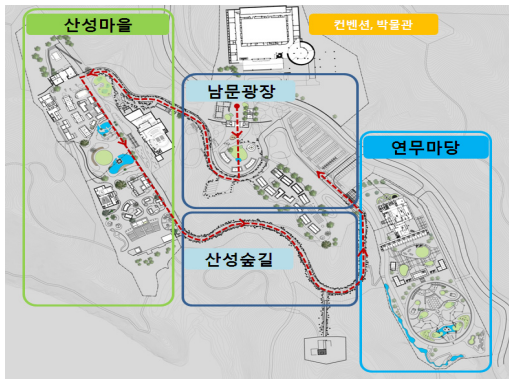 산성마을
컨벤션, 박물관
남문광장
연무마당
산성숲길